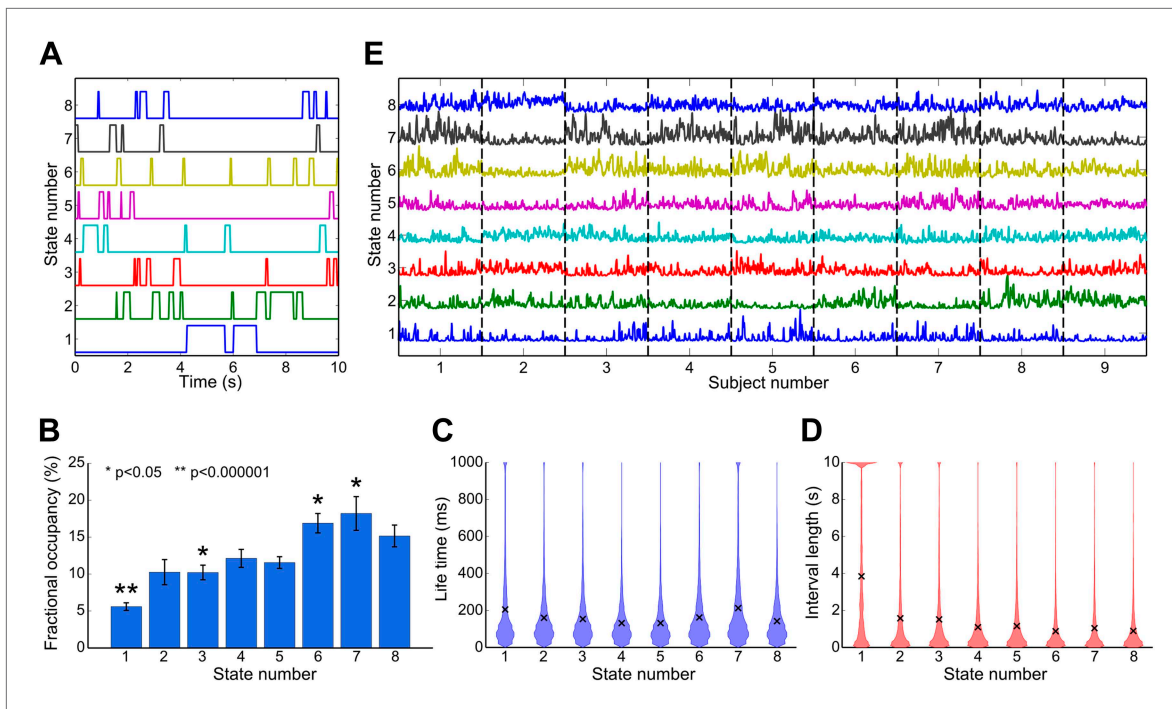 A
State number
8
7
6
5
4
3
2
1
0 2 4 6 8 10
Time (s)
E
State number
8
7
6
5
4
3
2
1
1 2 3 4 5 6 7 8 9
Subject number
B
Fractional occupancy (%)
25
20
15
10
5
0
* p<0.05 ** p<0.000001
**
*
*
*
1 2 3 4 5 6 7 8
State number
C
Life time (ms)
1000
800
600
400
200
0
1 2 3 4 5 6 7 8
State number
D
Interval length (s)
10
8
6
4
2
0
1 2 3 4 5 6 7 8
State number